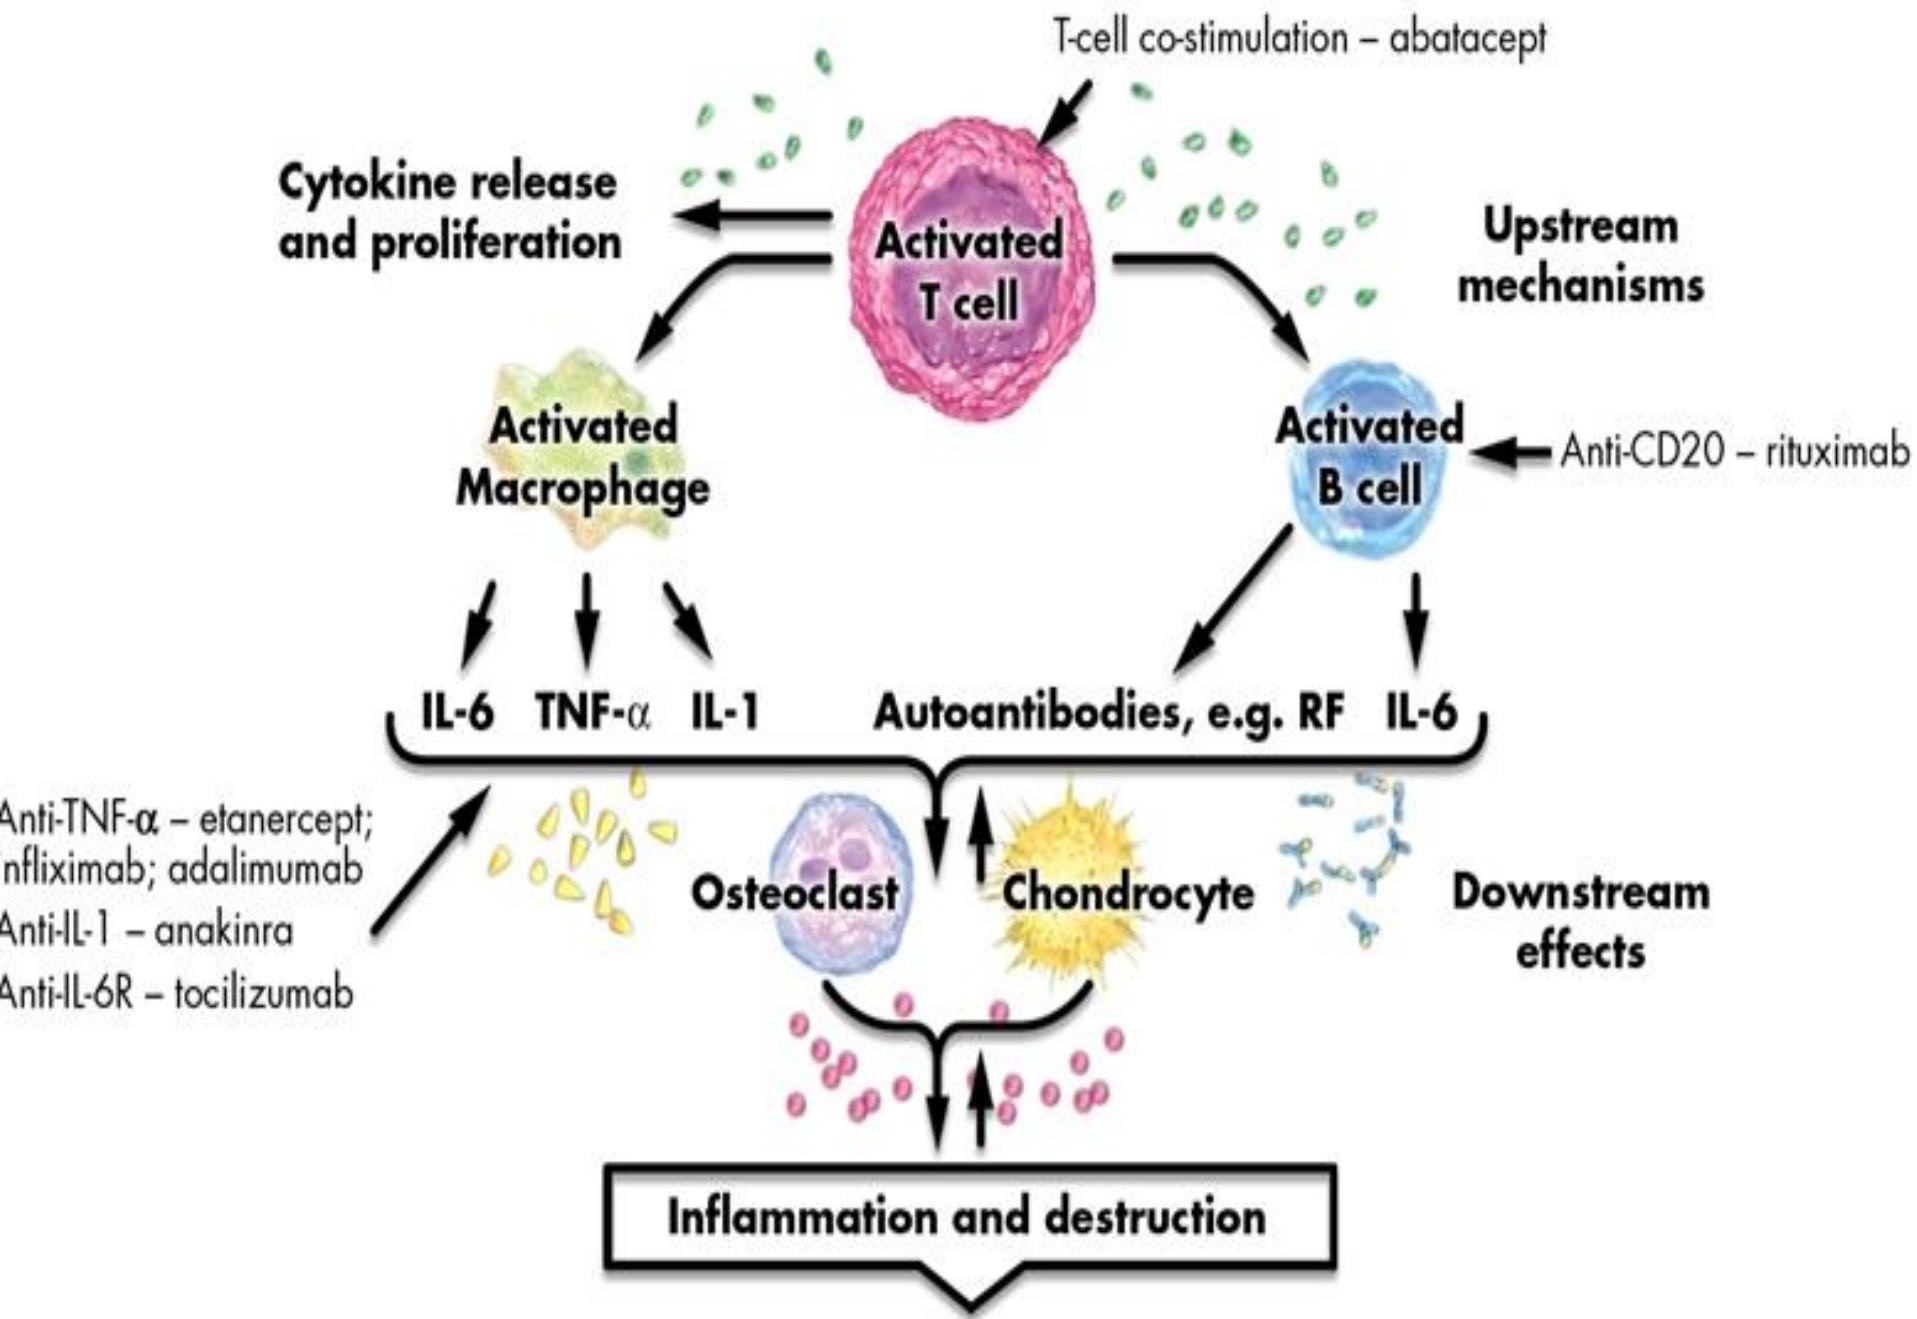 T-cell co-stimulation – abatacept
Cytokine release
and proliferation
Activated
T cell
Upstream
mechanisms
Activated
Macrophage
Activated
B cell
Anti-CD20 – rituximab
IL-6 TNF-α IL-1 Autoantibodies, e.g. RF IL-6
Anti-TNF-α – etanercept;
nfliximab; adalimumab
Anti-IL-1 – anakinra
Anti-IL-6R – tocilizumab
Osteoclast
Chondrocyte
Downstream
effects
Inflammation and destruction